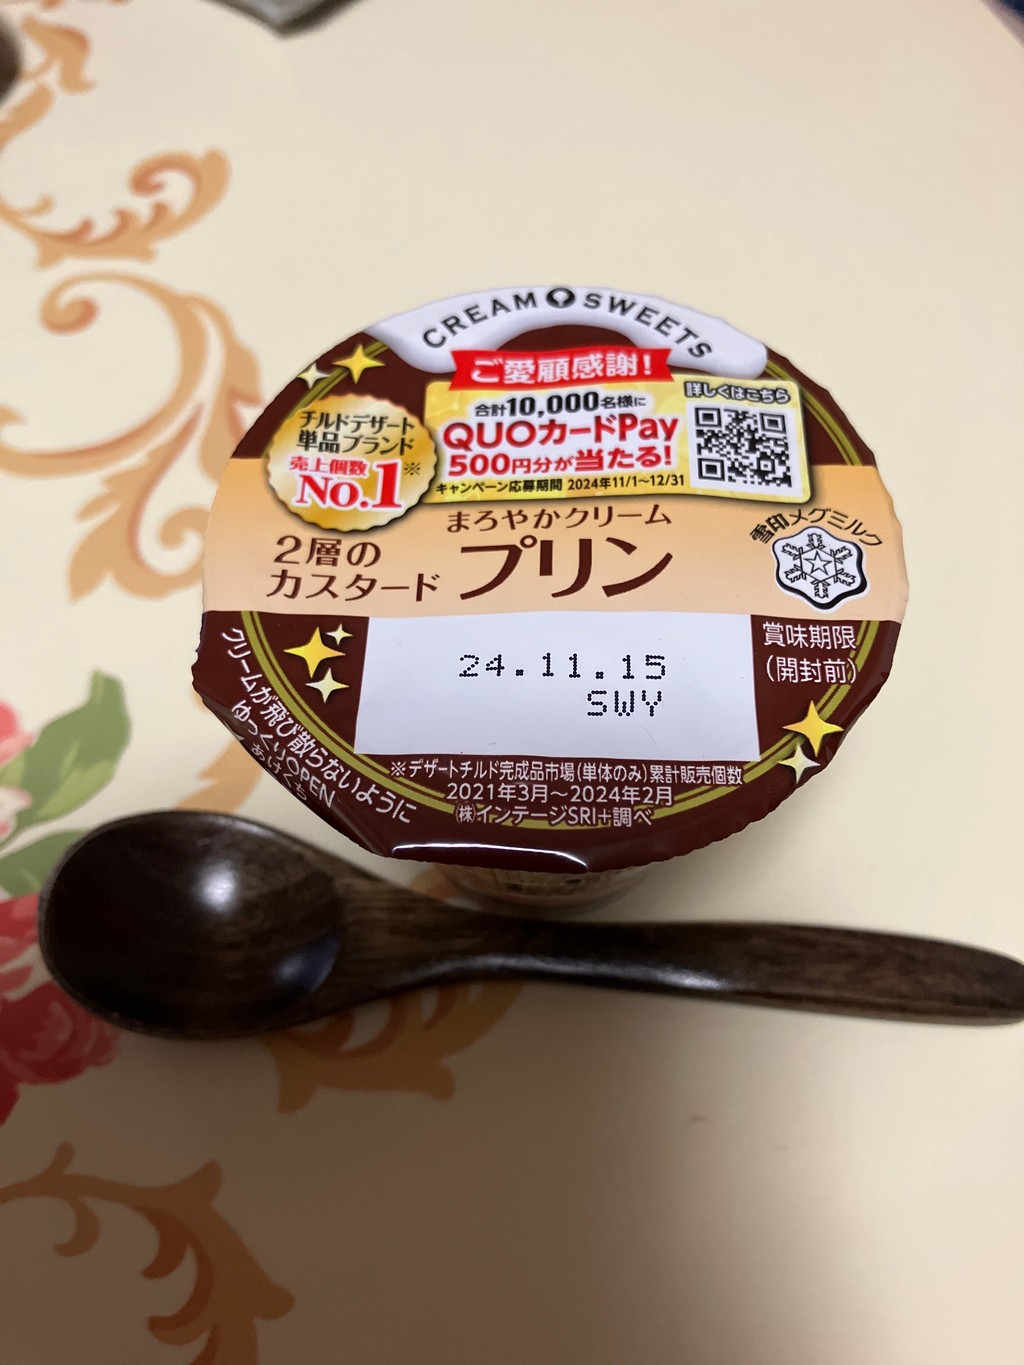 CREAM SWEETS
ご愛顧感謝!
チルドデザート
単品ブランド
売上個数
No.1※
合計10,000名様に
QUOカードPay
500円分が当たる!
キャンペーン応募期間 2024年11/1〜12/31
詳しくはこちら
2層の
カスタード
まろやかクリーム
プリン
雪印メグミルク
24.11.15
SWY
賞味期限
(開封前)
クリームが飛び散らないように
ゆっくりOPEN
あけくち
※デザートチルド完成品市場(単体のみ)累計販売個数
2021年3月〜2024年2月
㈱インテージSRI+調べ